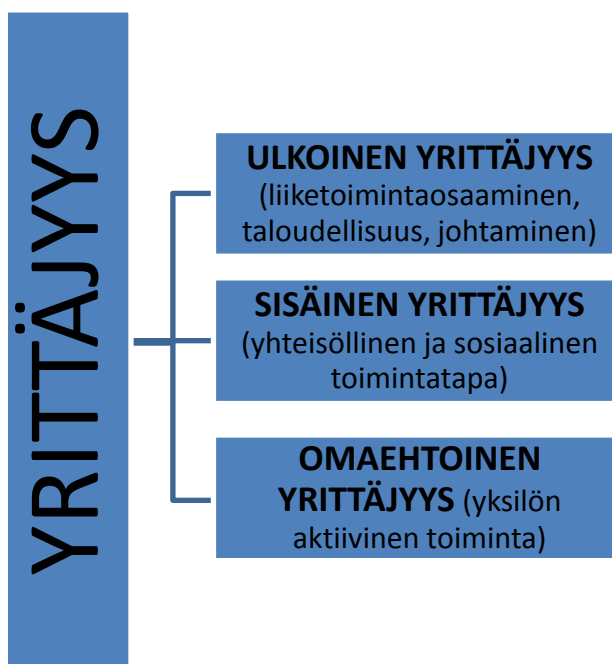 YRITTÄJYYS
ULKOINEN YRITTÄJYYS
(liiketoimintaosaaminen,
taloudellisuus, johtaminen)
SISÄINEN YRITTÄJYYS
(yhteisöllinen ja sosiaalinen
toimintatapa)
OMAEHTOINEN
YRITTÄJYYS (yksilön
aktiivinen toiminta)